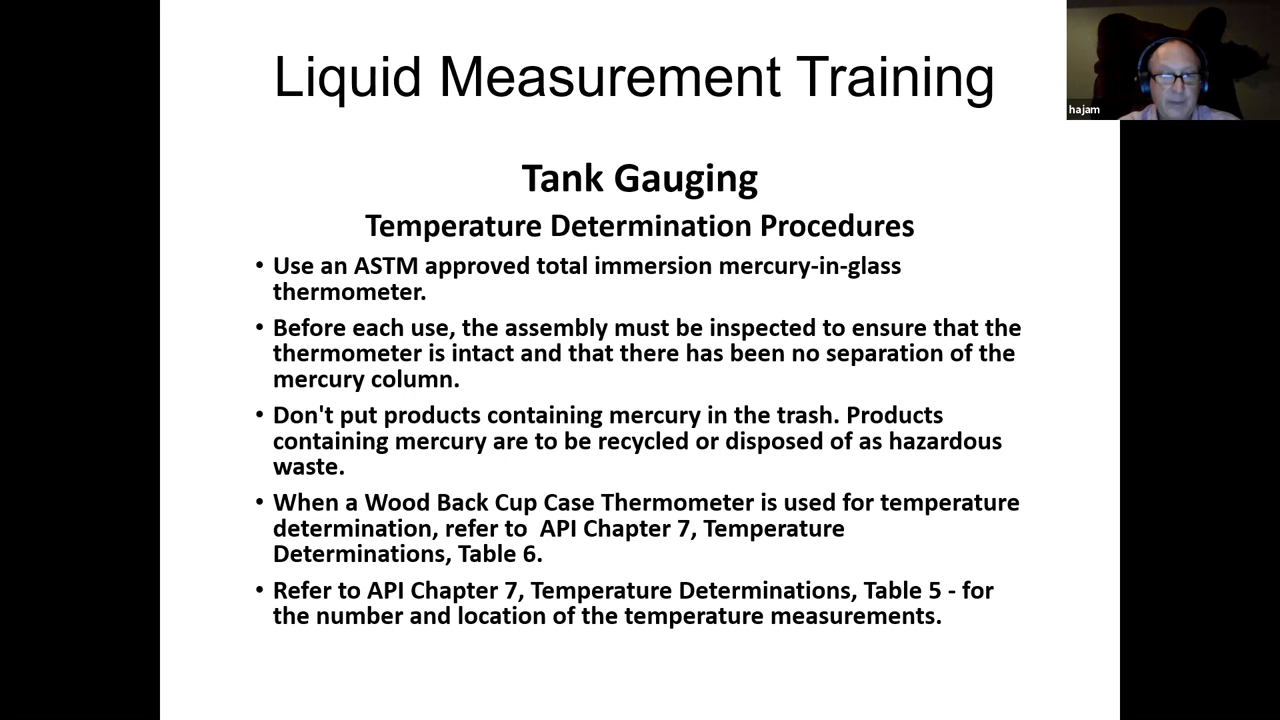 Liquid Measurement Training
hajam
Tank Gauging
Temperature Determination Procedures
• Use an ASTM approved total immersion mercury-in-glass
thermometer.
• Before each use, the assembly must be inspected to ensure that the
thermometer is intact and that there has been no separation of the
mercury column.
• Don't put products containing mercury in the trash. Products
containing mercury are to be recycled or disposed of as hazardous
waste.
• When a Wood Back Cup Case Thermometer is used for temperature
determination, refer to  API Chapter 7, Temperature
Determinations, Table 6.
• Refer to API Chapter 7, Temperature Determinations, Table 5 - for
the number and location of the temperature measurements.